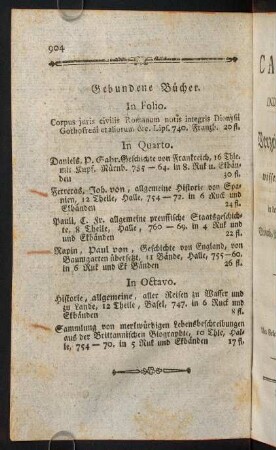 904
Gebundene Bücher.
In Folio.
Corpus juris civilis Romanum notis integris Dionysii
Gothofredi aliorum &c. Lips. 740. Franzb. 20 fl.
In Quarto.
Daniels, P. Gabr. Geschichte von Frankreich, 16 Thle.
mit Kupf. Nürnb. 755 — 64. in 8. Ruk u. Ekbän-
den 30 fl.
Ferreras, Joh. von, allgemeine Historie von Spa-
nien, 12 Theile, Halle, 754 — 72. in 6 Ruk und
Ekbänden 24 fl.
Pauli, C. Fr. allgemeine preussische Staatsgeschich-
te, 8 Theile, Halle, 760 — 69. in 4 Ruk und
und Ekbänden 22 fl.
Rapin, Paul von, Geschichte von England, von
Baumgarten übersetzt, 11 Bände, Halle, 755-60.
in 6 Ruk und Ek Bänden 26 fl.
In Octavo.
Historie, allgemeine, aller Reisen zu Wasser und
zu Lande, 12 Theile, Basel, 747. in 6 Ruck und
Ekbänden 8 fl.
Sammlung von merkwürdigen Lebensbeschreibungen
aus der Brittannischen Biographie, 10 Thle, Hal-
le, 754 — 70. in 5 Ruk und Ekbänden 17 fl.